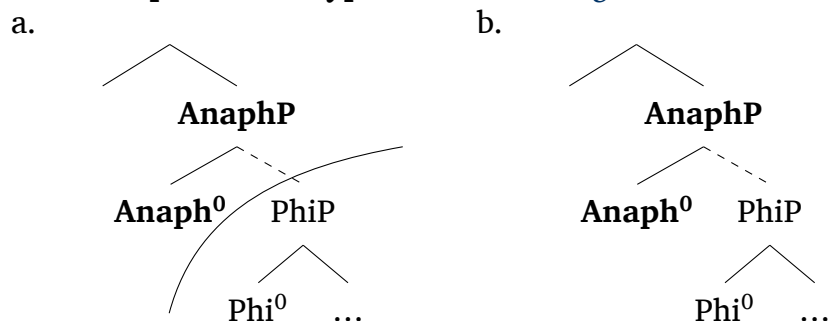 a. b.
AnaphP AnaphP
Anaph⁰ PhiP Anaph⁰ PhiP
Phi⁰ … Phi⁰ …